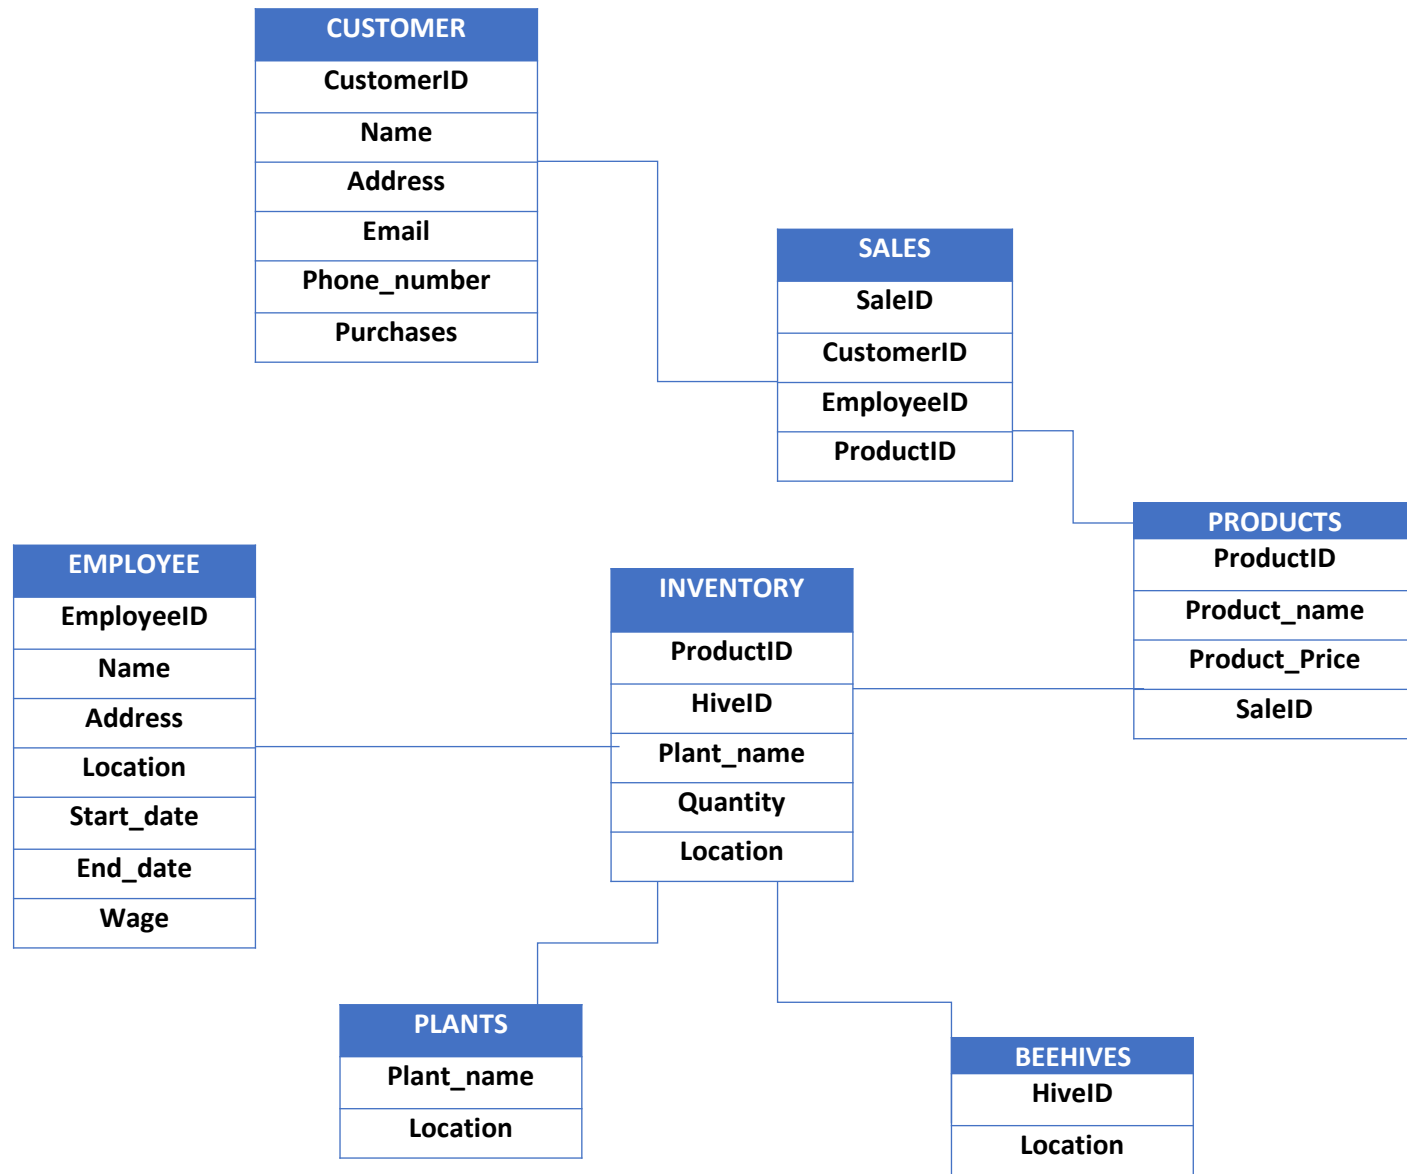 CUSTOMER
CustomerID
Name
Address
Email
Phone_number
Purchases
SALES
SaleID
CustomerID
EmployeeID
ProductID
PRODUCTS
ProductID
Product_name
Product_Price
SaleID
EMPLOYEE
EmployeeID
Name
Address
Location
Start_date
End_date
Wage
INVENTORY
ProductID
HiveID
Plant_name
Quantity
Location
PLANTS
Plant_name
Location
BEEHIVES
HiveID
Location